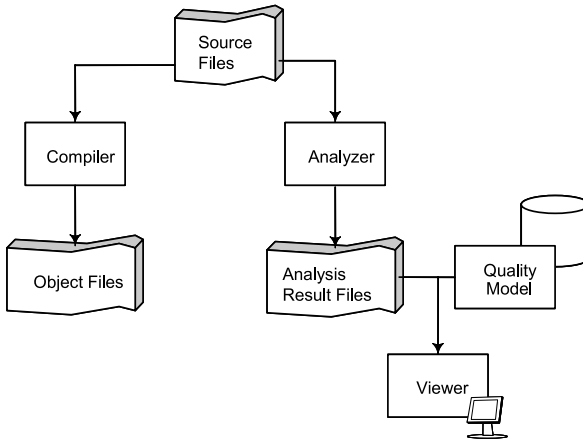 Source
Files
Compiler
Analyzer
Object Files
Analysis
Result Files
Quality
Model
Viewer